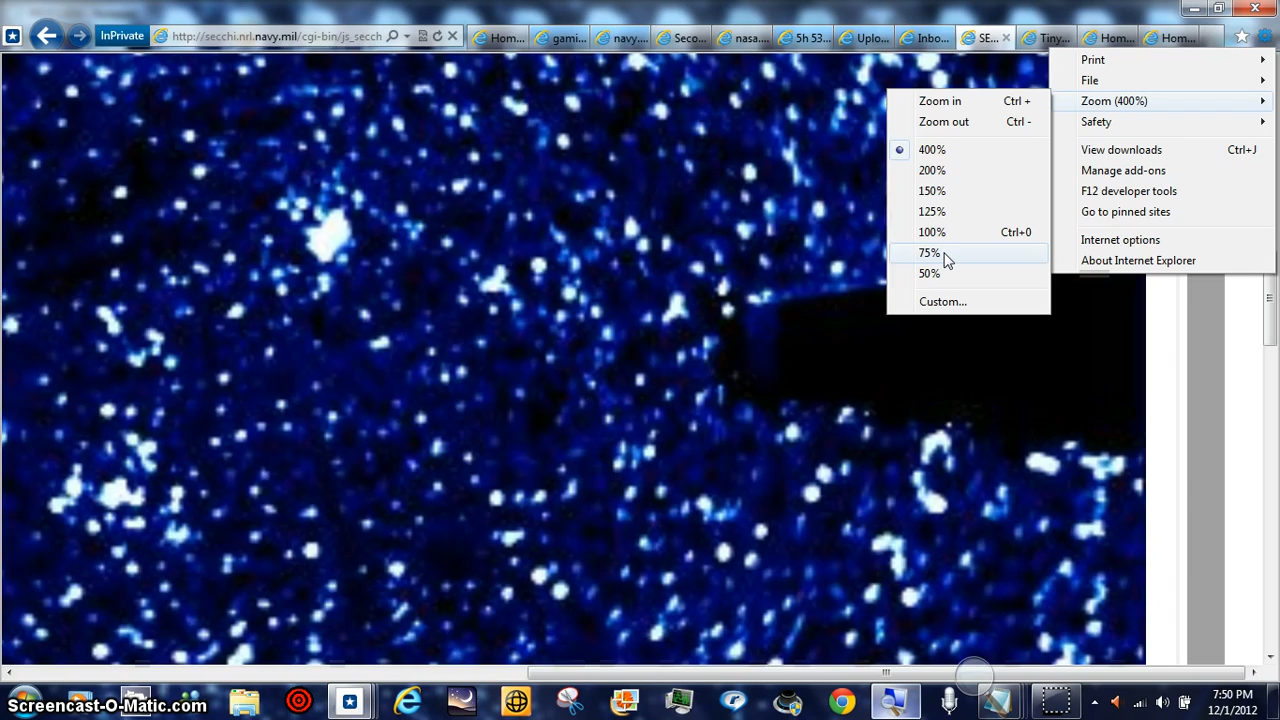 InPrivate
http://secchi.nrl.navy.mil/cgi-bin/js_secch
Hom...
gami...
navy....
Seco...
nasa....
5h 53...
Uplo...
Inbo...
SE...
Tiny...
Hom...
Hom...
Print
File
Zoom (400%)
Safety
View downloads Ctrl+J
Manage add-ons
F12 developer tools
Go to pinned sites
Internet options
About Internet Explorer
Zoom in Ctrl +
Zoom out Ctrl -
400%
200%
150%
125%
100% Ctrl+0
75%
50%
Custom...
Screencast-O-Matic.com
7:50 PM
12/1/2012